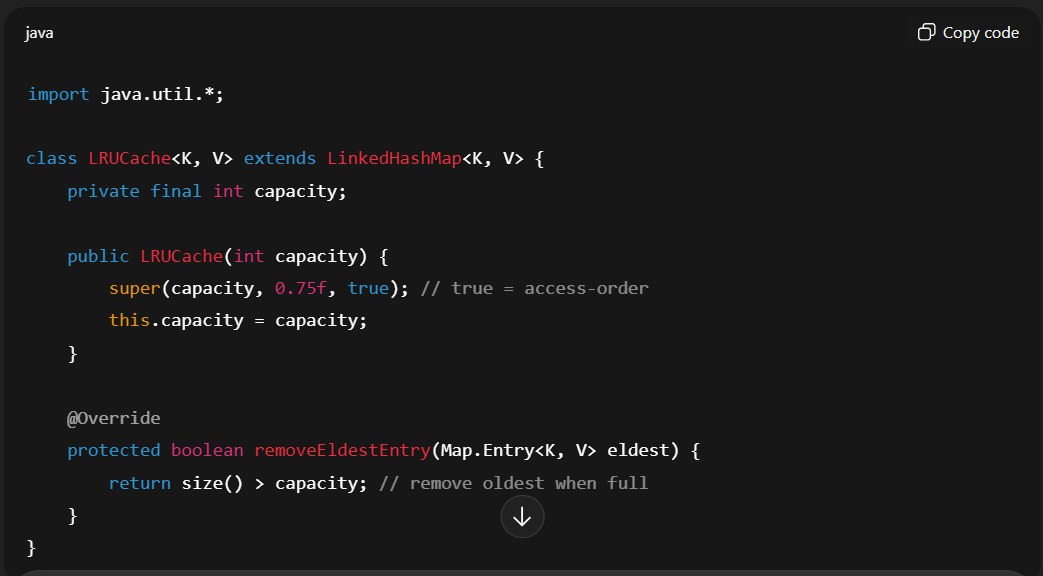 java
Copy code
import java.util.*;
class LRUCache<K, V> extends LinkedHashMap<K, V> {
    private final int capacity;
    public LRUCache(int capacity) {
        super(capacity, 0.75f, true); // true = access-order
        this.capacity = capacity;
    }
    @Override
    protected boolean removeEldestEntry(Map.Entry<K, V> eldest) {
        return size() > capacity; // remove oldest when full
    }
}